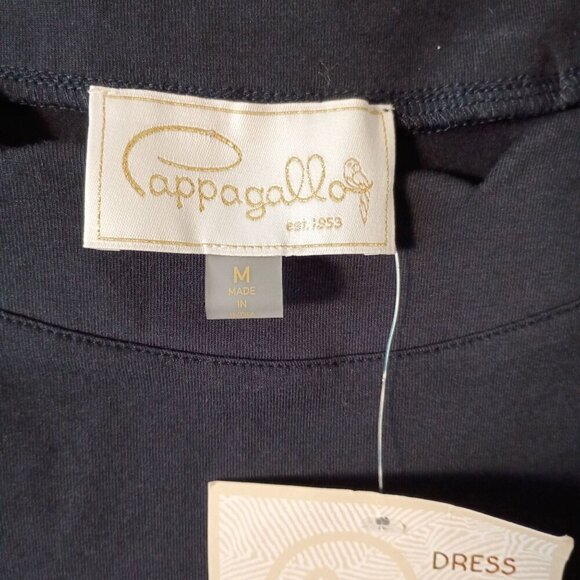 Pappagallo
est. 1953
M
MADE
IN
DRESS